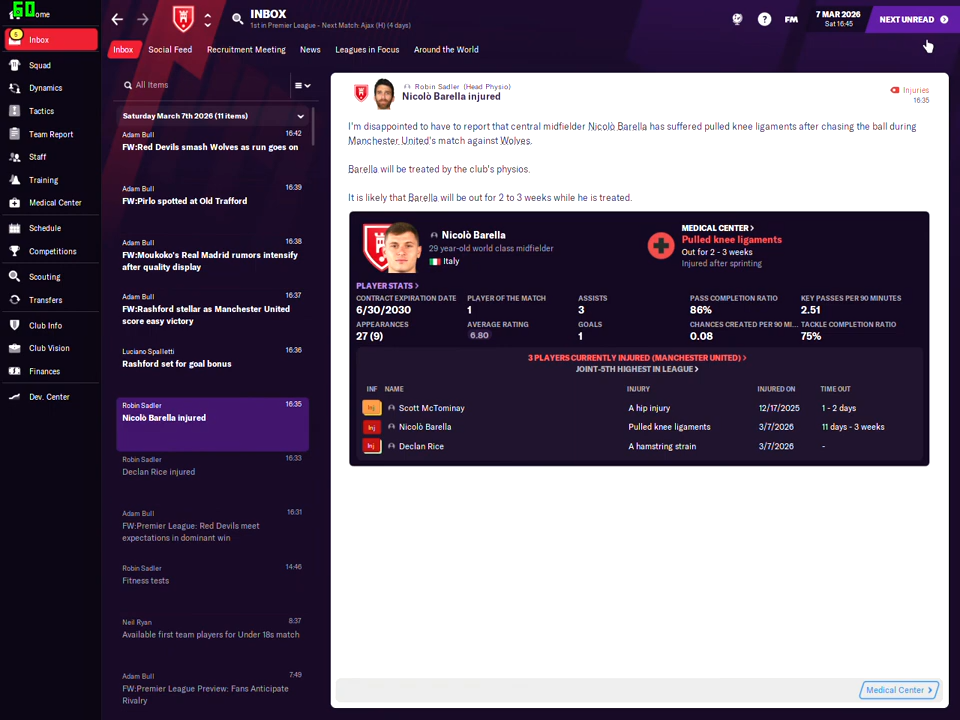 60
ome
INBOX
1st in Premier League - Next Match: Ajax (H) (4 days)
FM
7 MAR 2026
Sat 16:45
NEXT UNREAD
5
Inbox
Squad
Dynamics
Tactics
Team Report
Staff
Training
Medical Center
Schedule
Competitions
Scouting
Transfers
Club Info
Club Vision
Finances
Dev. Center
Inbox
Social Feed
Recruitment Meeting
News
Leagues in Focus
Around the World
All Items
Saturday March 7th 2026 (11 items)
Adam Bull 16:42
FW:Red Devils smash Wolves as run goes on
Adam Bull 16:39
FW:Pirlo spotted at Old Trafford
Adam Bull 16:38
FW:Moukoko's Real Madrid rumors intensify
after quality display
Adam Bull 16:37
FW:Rashford stellar as Manchester United
score easy victory
Luciano Spalletti 16:36
Rashford set for goal bonus
Robin Sadler 16:35
Nicolò Barella injured
Robin Sadler 16:33
Declan Rice injured
Adam Bull 16:31
FW:Premier League: Red Devils meet
expectations in dominant win
Robin Sadler 14:46
Fitness tests
Neil Ryan 8:37
Available first team players for Under 18s match
Adam Bull 7:49
FW:Premier League Preview: Fans Anticipate
Rivalry
Robin Sadler (Head Physio)
Nicolò Barella injured
Injuries
16:35
I'm disappointed to have to report that central midfielder Nicolò Barella has suffered pulled knee ligaments after chasing the ball during
Manchester United's match against Wolves.
Barella will be treated by the club's physios.
It is likely that Barella will be out for 2 to 3 weeks while he is treated.
Nicolò Barella
29 year-old world class midfielder
Italy
MEDICAL CENTER >
Pulled knee ligaments
Out for 2 - 3 weeks
Injured after sprinting
PLAYER STATS >
CONTRACT EXPIRATION DATE PLAYER OF THE MATCH ASSISTS PASS COMPLETION RATIO KEY PASSES PER 90 MINUTES
6/30/2030 1 3 86% 2.51
APPEARANCES AVERAGE RATING GOALS CHANCES CREATED PER 90 MI... TACKLE COMPLETION RATIO
27 (9) 6.80 1 0.08 75%
3 PLAYERS CURRENTLY INJURED (MANCHESTER UNITED) >
JOINT-5TH HIGHEST IN LEAGUE >
INF NAME INJURY INJURED ON TIME OUT
Inj Scott McTominay A hip injury 12/17/2025 1 - 2 days
Inj Nicolò Barella Pulled knee ligaments 3/7/2026 11 days - 3 weeks
Inj Declan Rice A hamstring strain 3/7/2026 -
Medical Center >